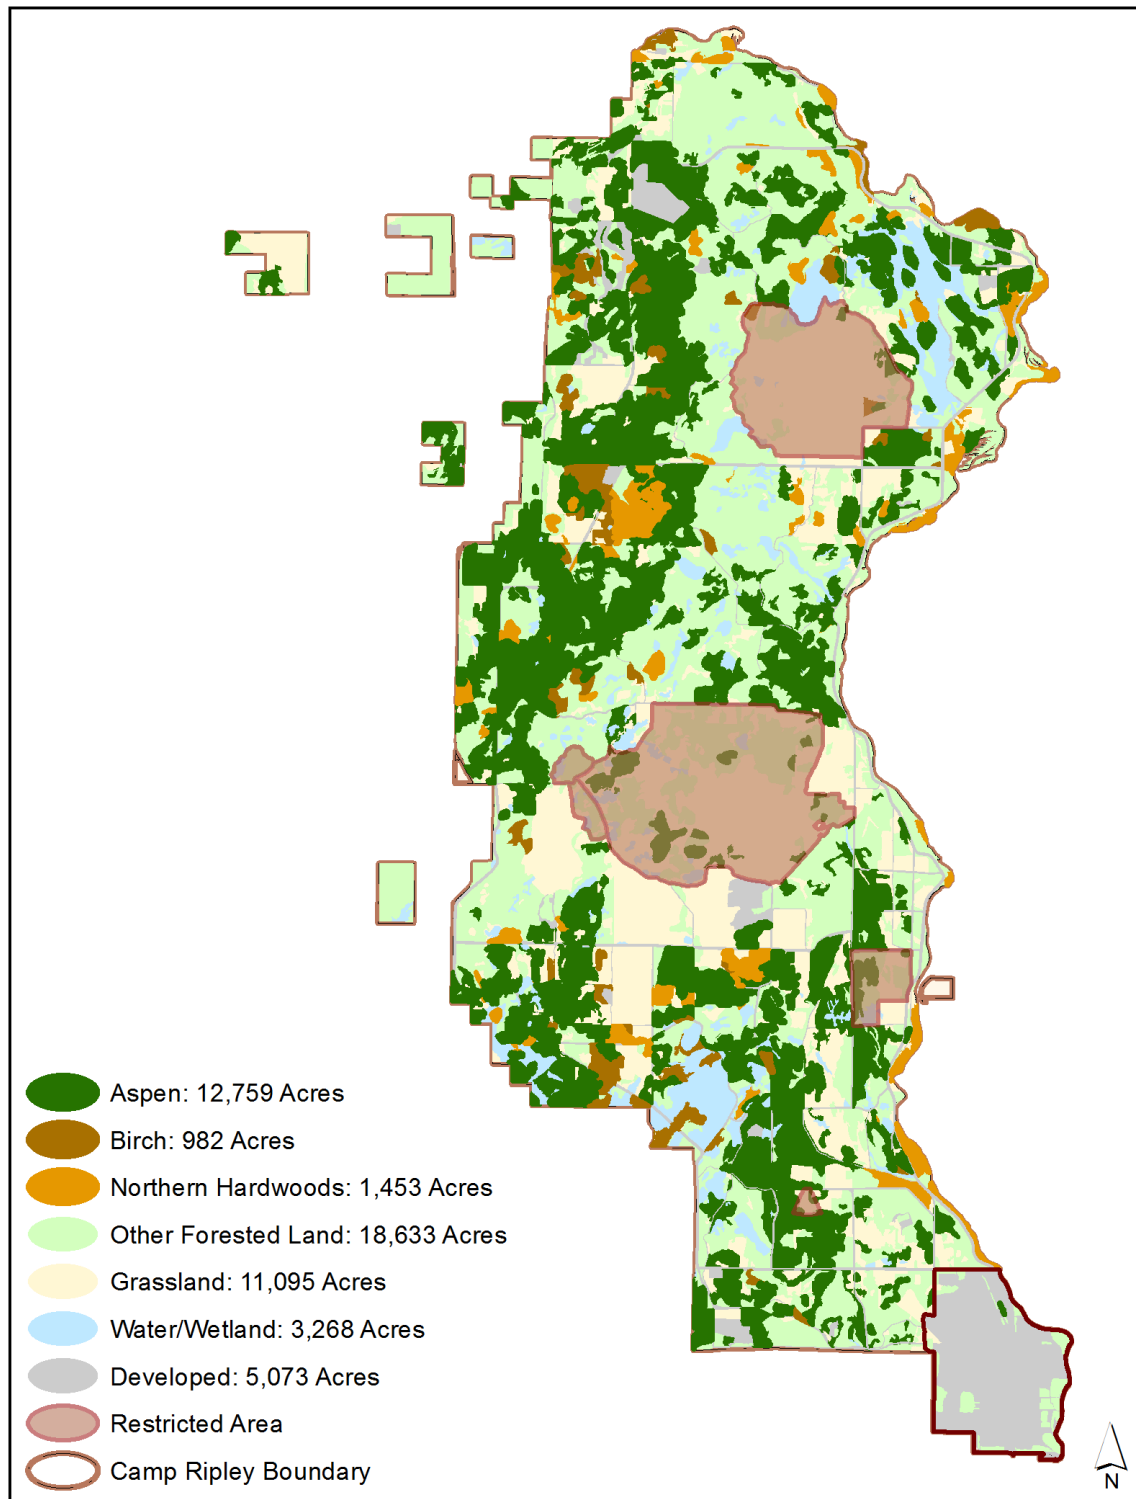 Aspen: 12,759 Acres
Birch: 982 Acres
Northern Hardwoods: 1,453 Acres
Other Forested Land: 18,633 Acres
Grassland: 11,095 Acres
Water/Wetland: 3,268 Acres
Developed: 5,073 Acres
Restricted Area
Camp Ripley Boundary
N